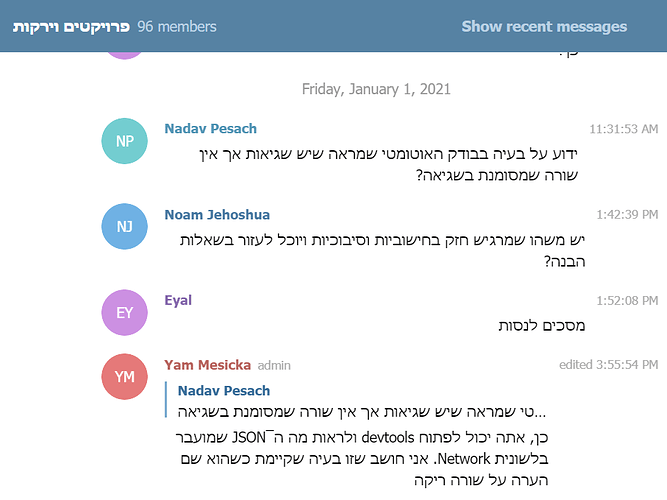 פרויקטים וירקות 96 members Show recent messages
כן?
Friday, January 1, 2021
NP Nadav Pesach 11:31:53 AM
ידוע על בעיה בבודק האוטומטי שמראה שיש שגיאות אך אין
שורה שמסומנת בשגיאה?
NJ Noam Jehoshua 1:42:39 PM
יש משהו שמרגיש חזק בחישוביות וסיבוכיות ויוכל לעזור בשאלות
הבנה?
EY Eyal 1:52:08 PM
מסכים לנסות
YM Yam Mesicka admin edited 3:55:54 PM
Nadav Pesach
טי שמראה שיש שגיאות אך אין שורה שמסומנת בשגיאה...
כן, אתה יכול לפתוח devtools ולראות מה ה־JSON שמועבר
בלשונית Network. אני חושב שזו בעיה שקיימת כשהוא שם
הערה על שורה ריקה